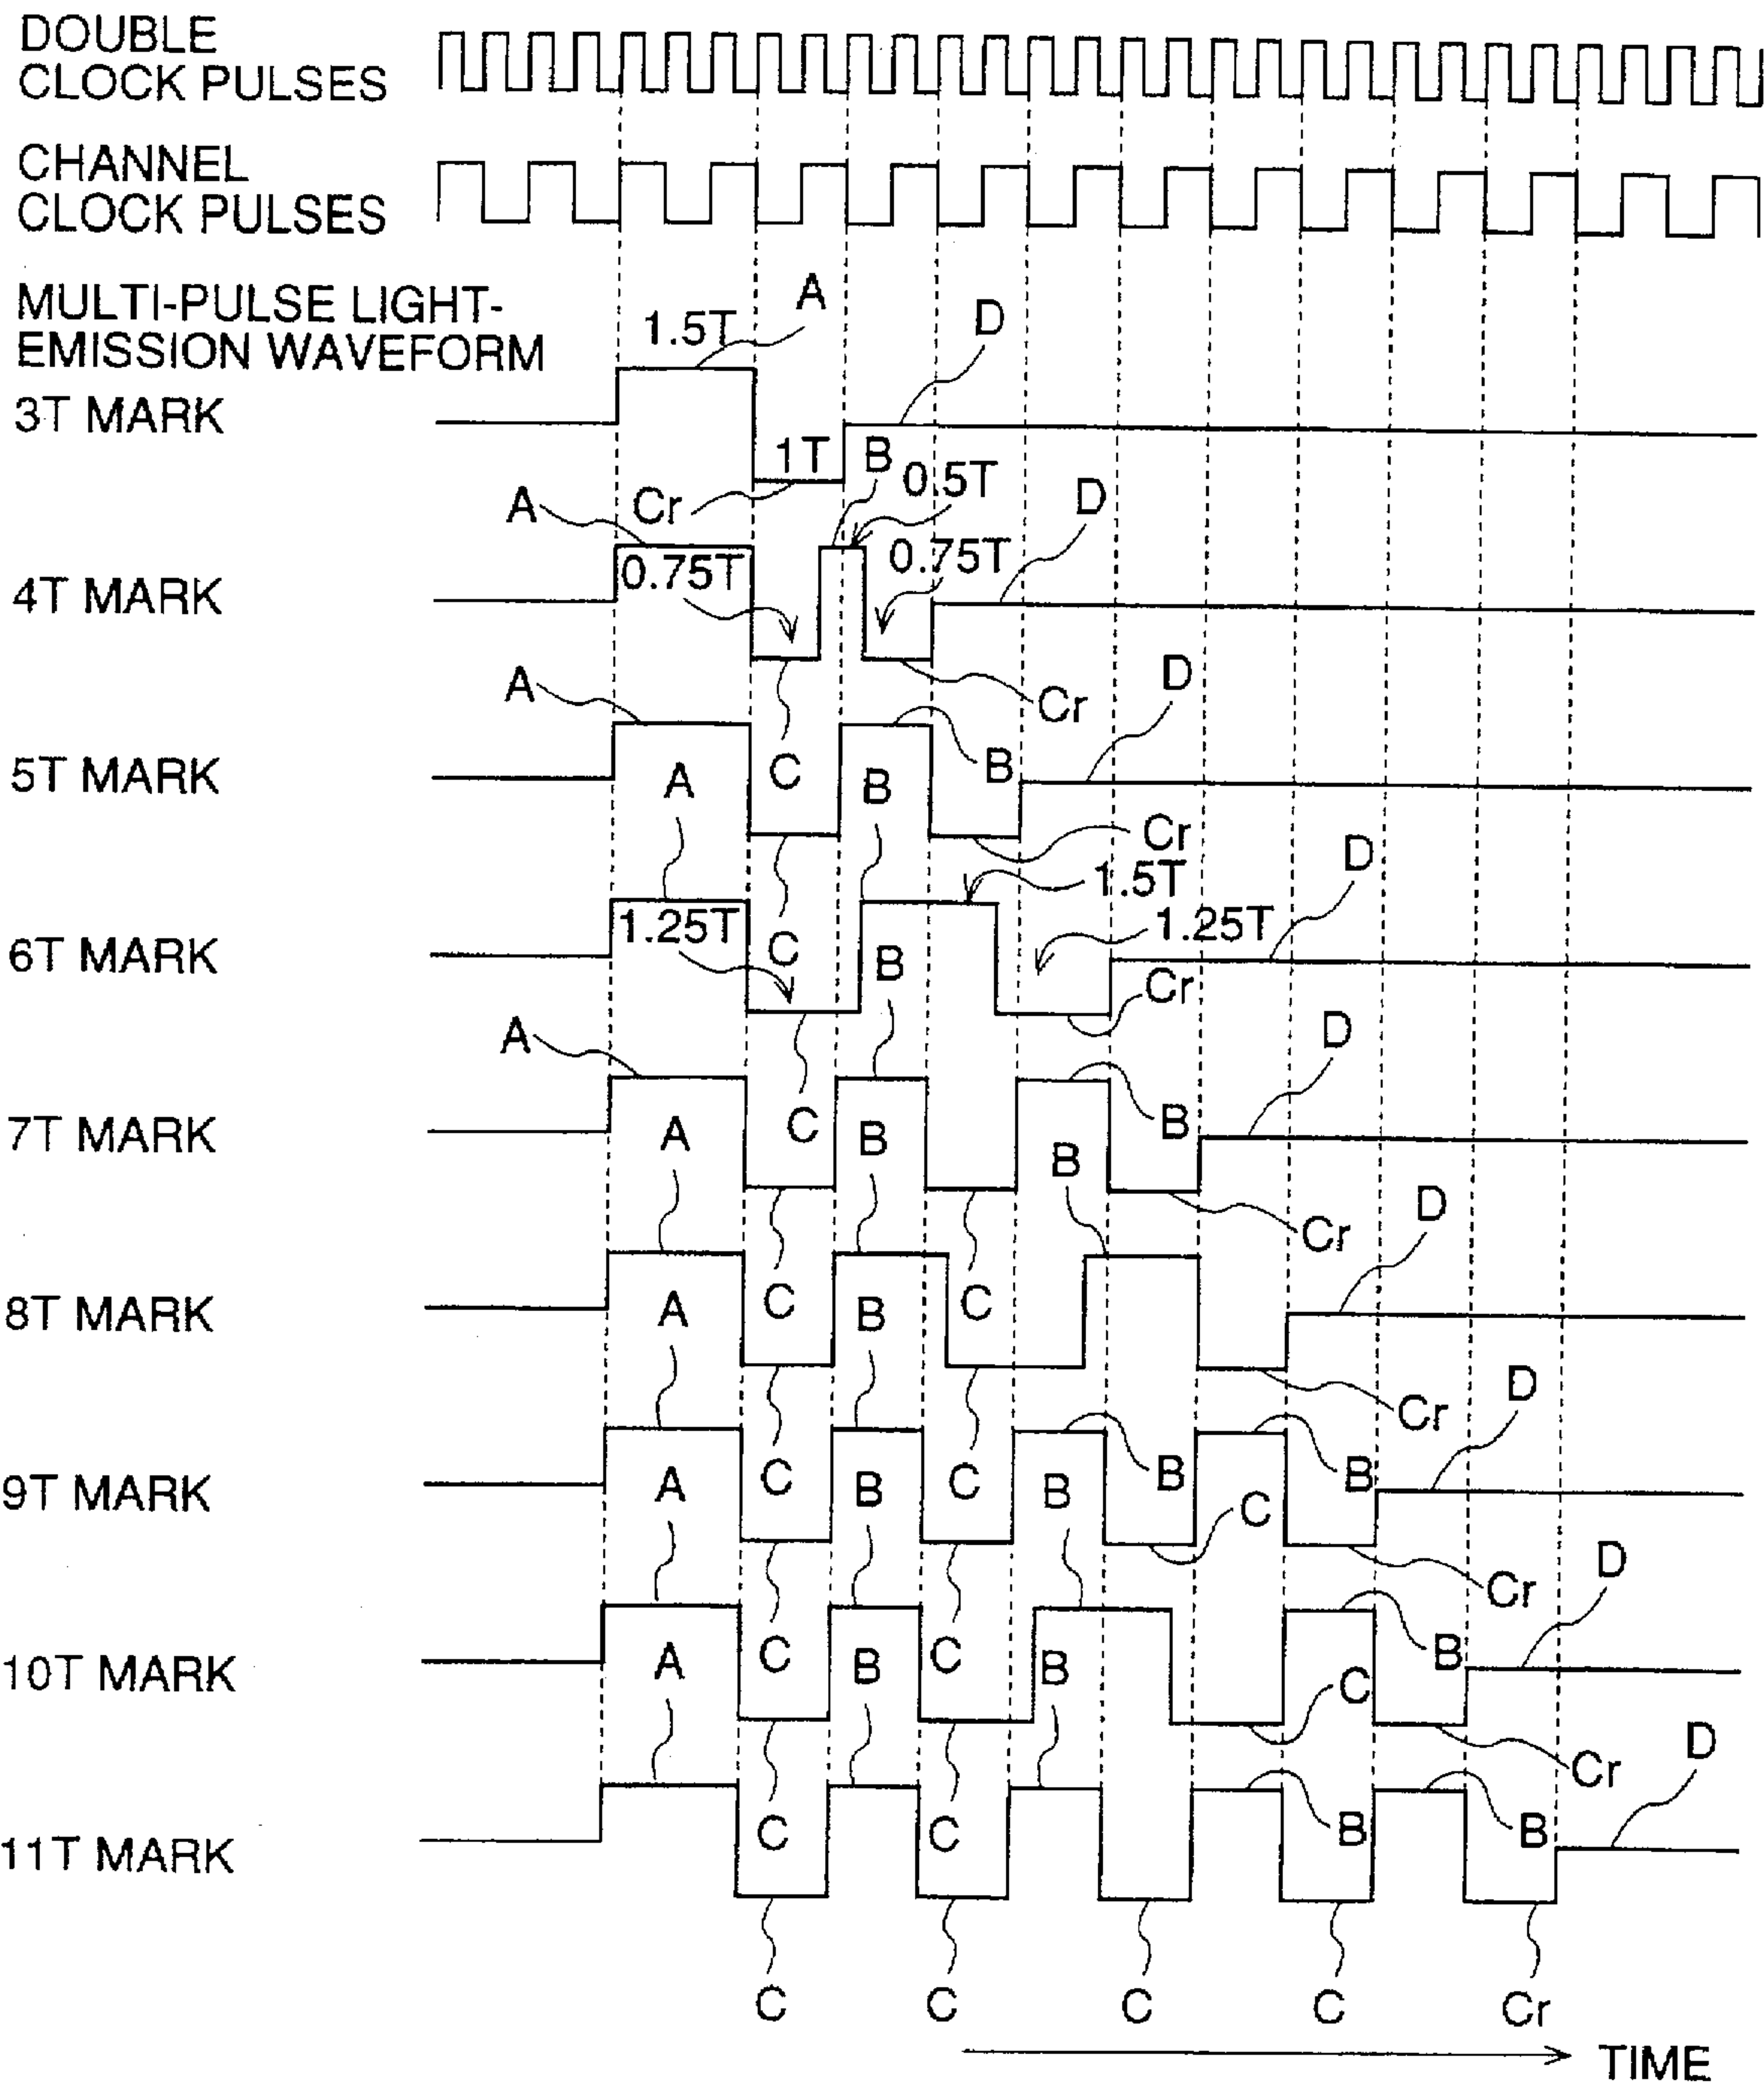 DOUBLE
CLOCK PULSES
CHANNEL
CLOCK PULSES
MULTI-PULSE LIGHT-
EMISSION WAVEFORM
1.5T
A
D
3T MARK
1T
B
0.5T
Cr
A
D
0.75T
0.75T
4T MARK
A
Cr
D
5T MARK
A
C
B
B
Cr
1.5T
D
1.25T
1.25T
6T MARK
C
B
Cr
A
D
7T MARK
A
C
B
B
B
Cr
D
8T MARK
A
C
B
C
Cr
D
9T MARK
A
C
B
C
B
B
C
B
Cr
D
10T MARK
A
C
B
C
B
C
B
Cr
D
11T MARK
C
C
B
B
C
C
C
C
Cr
TIME